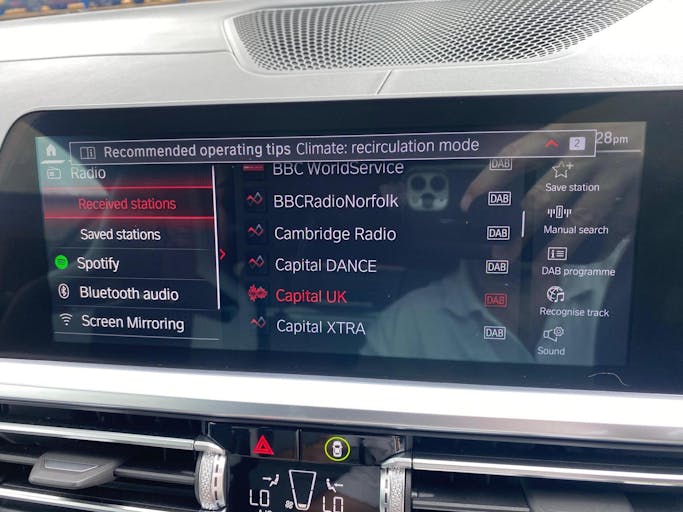 Recommended operating tips Climate: recirculation mode 2
28pm
Radio
Received stations
Saved stations
Spotify
Bluetooth audio
Screen Mirroring
BBC WorldService DAB
BBCRadioNorfolk DAB
Cambridge Radio DAB
Capital DANCE DAB
Capital UK DAB
Capital XTRA DAB
Save station
Manual search
DAB programme
Recognise track
Sound
LO LO